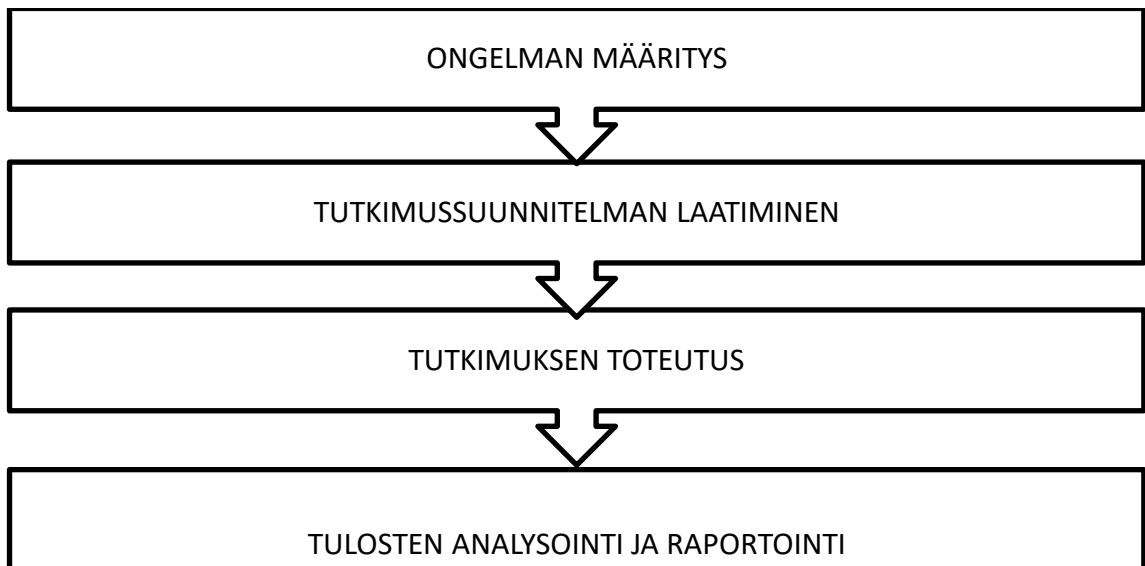 ONGELMAN MÄÄRITYS
TUTKIMUSSUUNNITELMAN LAATIMINEN
TUTKIMUKSEN TOTEUTUS
TULOSTEN ANALYSOINTI JA RAPORTOINTI